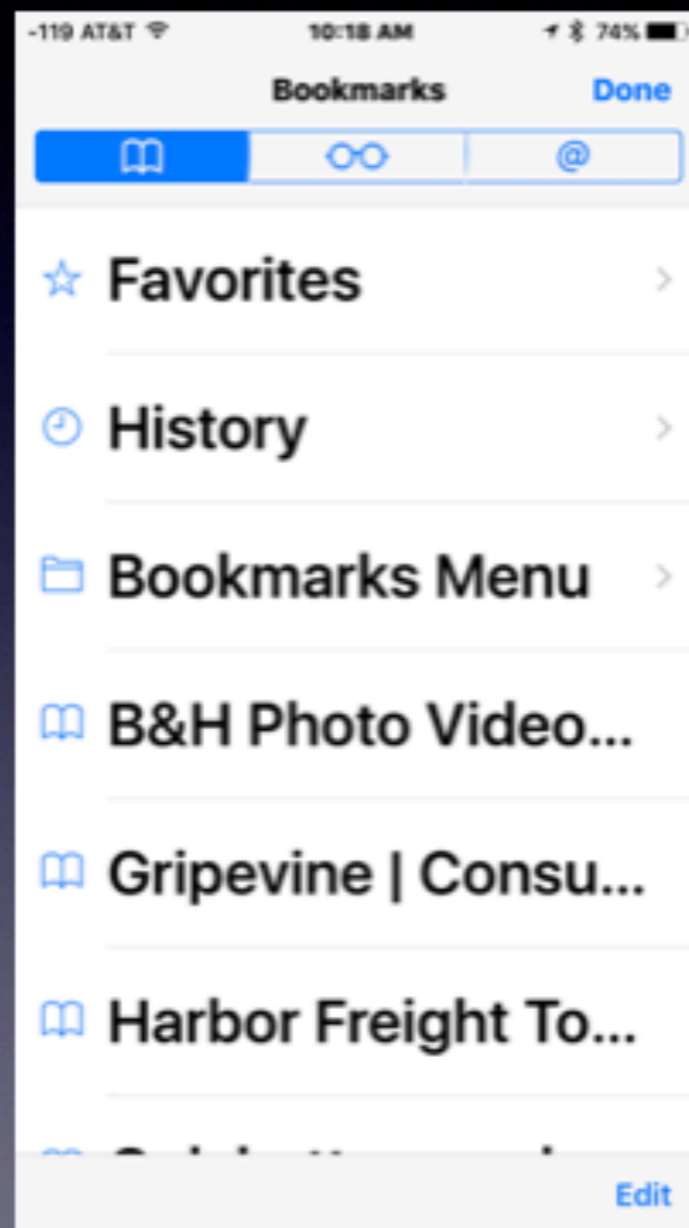 -119 AT&T 10:18 AM 74%
Bookmarks Done
@
Favorites
History
Bookmarks Menu
B&H Photo Video...
Gripevine | Consu...
Harbor Freight To...
Edit